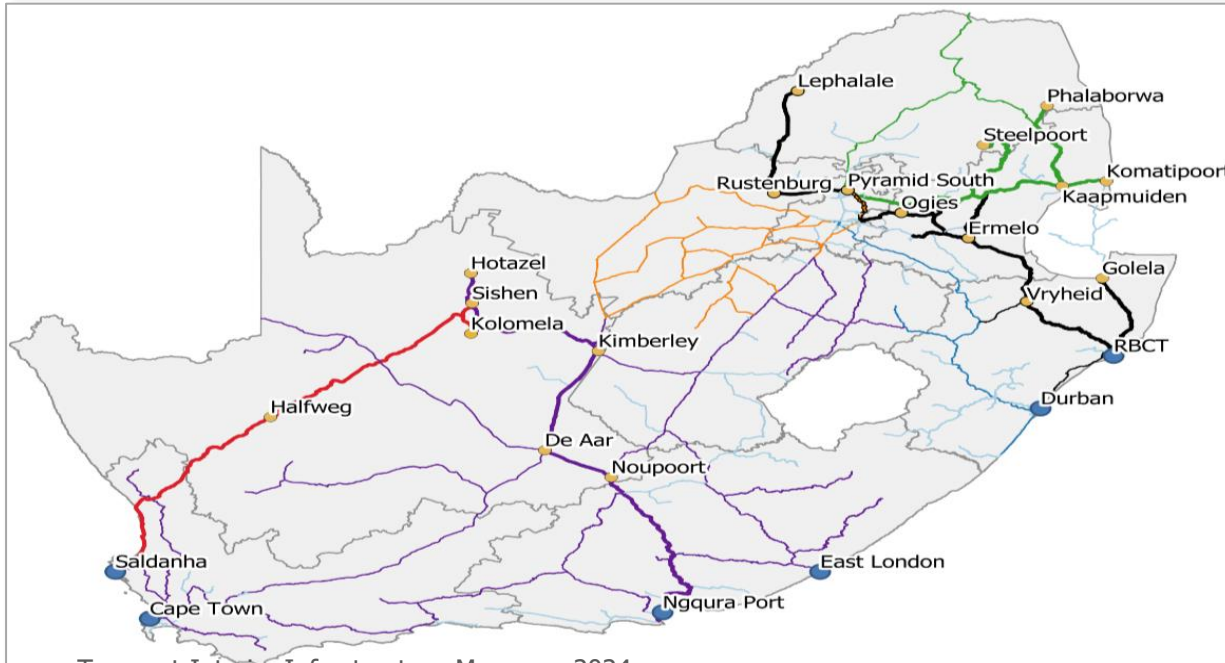 Lephalale
Phalaborwa
Steelpoort
Komatipoort
Rustenburg
Pyramid South
Kaapmuiden
Ogies
Ermelo
Hotazel
Golela
Sishen
Vryheid
Kolomela
Kimberley
RBCT
Halfweg
Durban
De Aar
Noupoort
Saldanha
East London
Cape Town
Ngqura Port